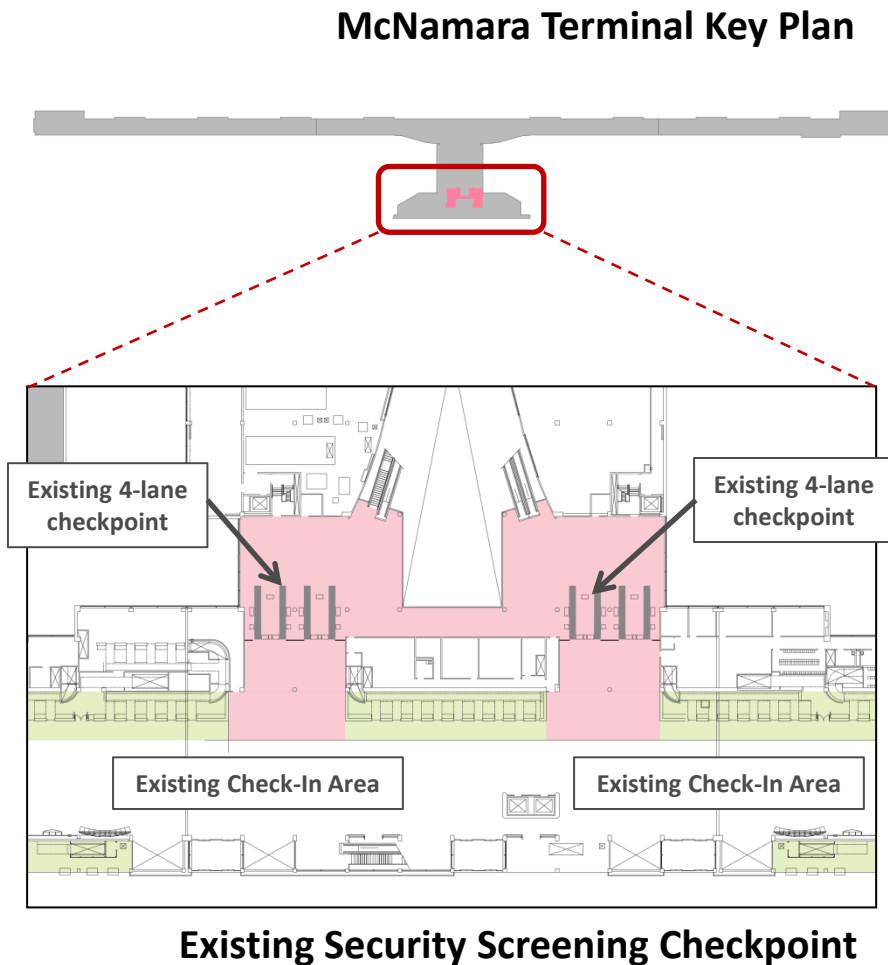 McNamara Terminal Key Plan
Existing 4-lane
checkpoint
Existing 4-lane
checkpoint
Existing Check-In Area
Existing Check-In Area
Existing Security Screening Checkpoint